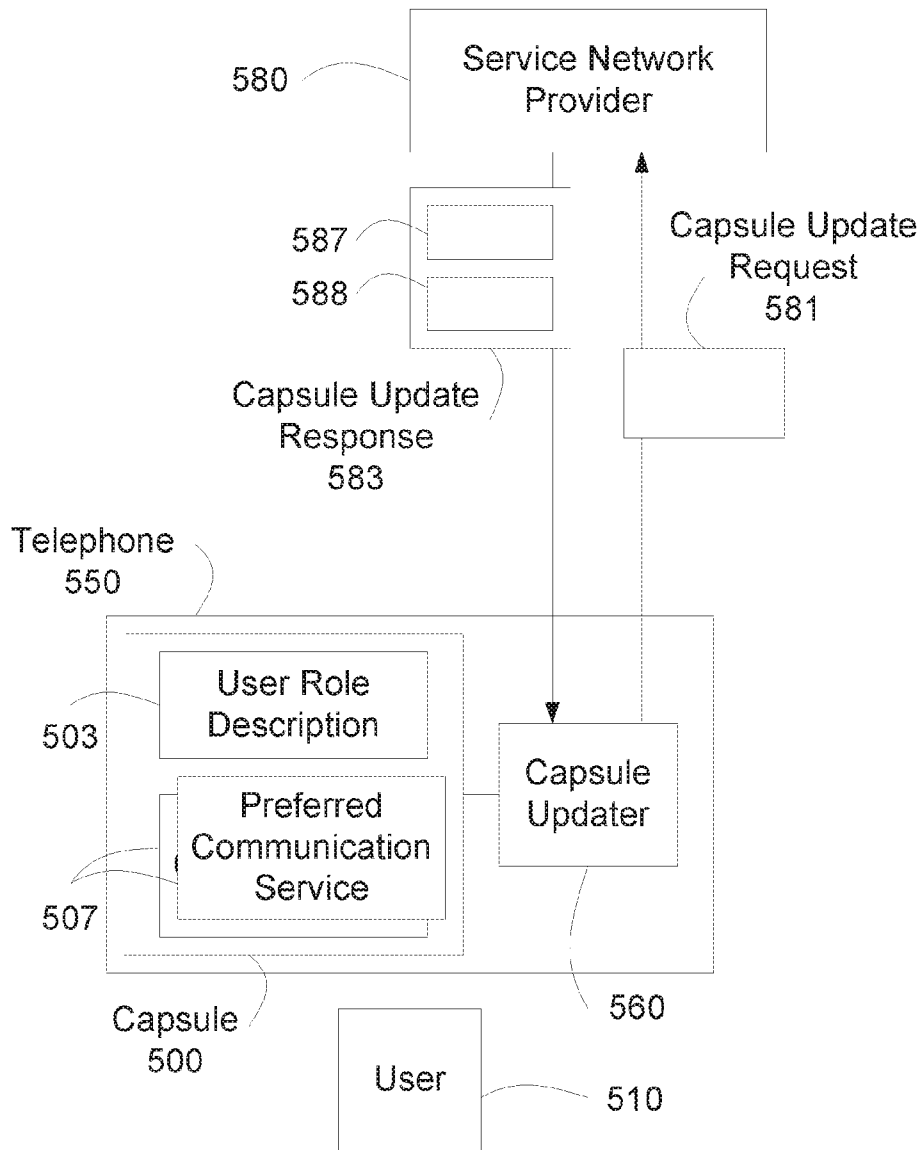 Service Network
Provider
580
587
588
Capsule Update
Request
581
Capsule Update
Response
583
Telephone
550
User Role
Description
503
Capsule
Updater
Preferred
Communication
Service
507
560
Capsule
500
User
510